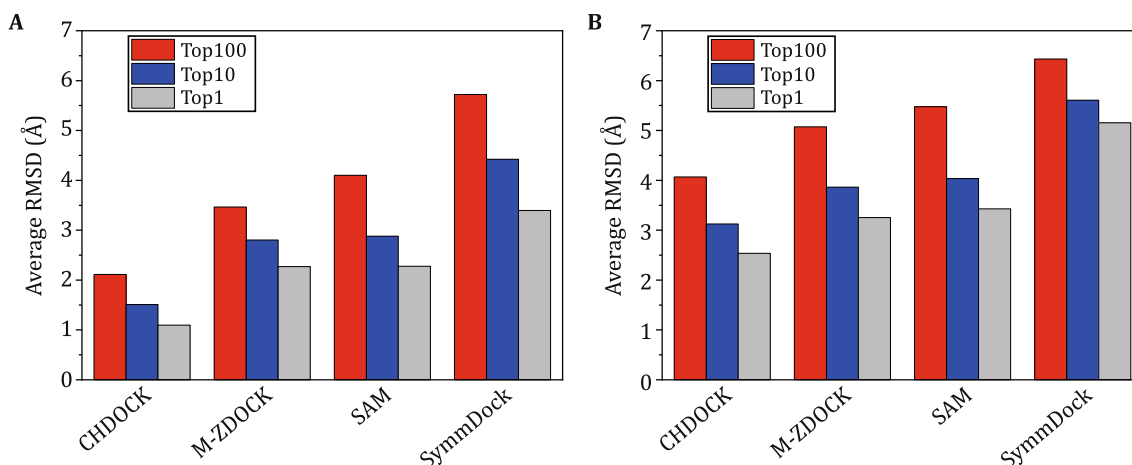 A
Top100
Top10
Top1
Average RMSD (Å)
7
6
5
4
3
2
1
0
CHDOCK
M-ZDOCK
SAM
SymmDock
B
Top100
Top10
Top1
Average RMSD (Å)
7
6
5
4
3
2
1
0
CHDOCK
M-ZDOCK
SAM
SymmDock